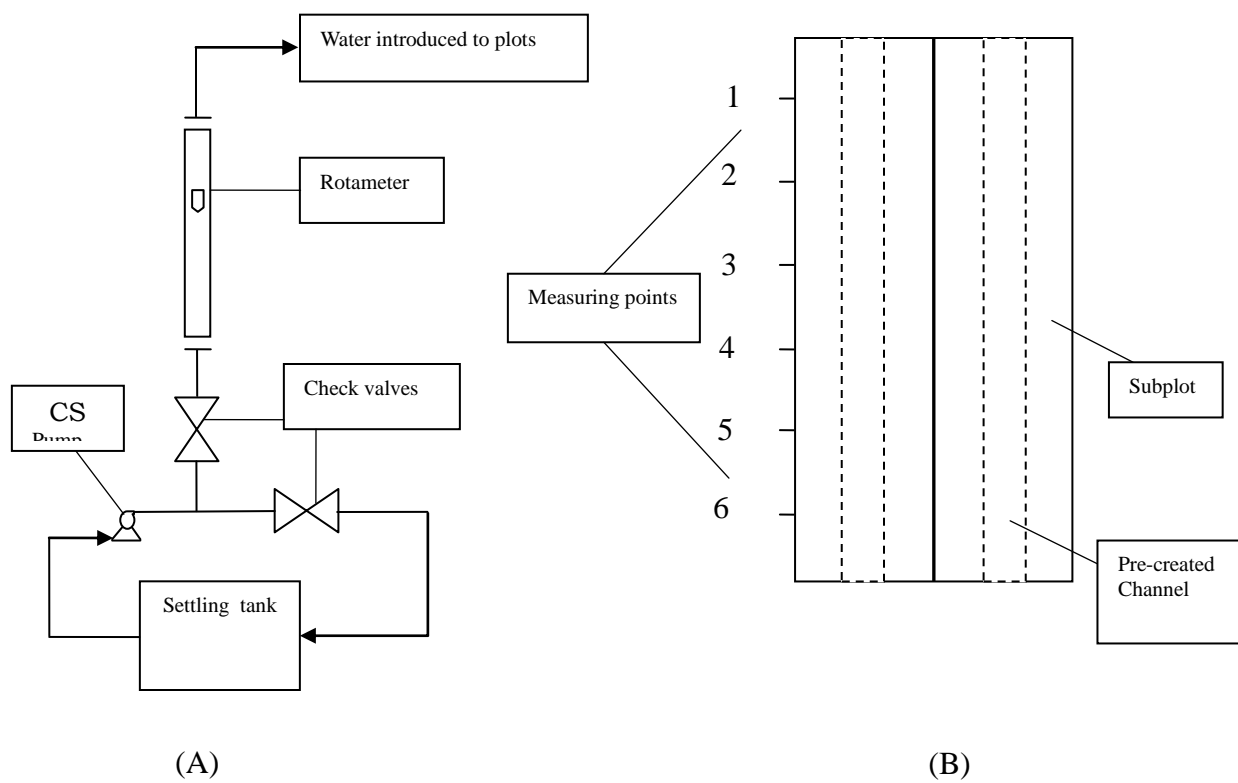 Water introduced to plots
Rotameter
Check valves
CS
Pump
Settling tank
(A)
1
2
3
4
5
6
Measuring points
Subplot
Pre-created
Channel
(B)